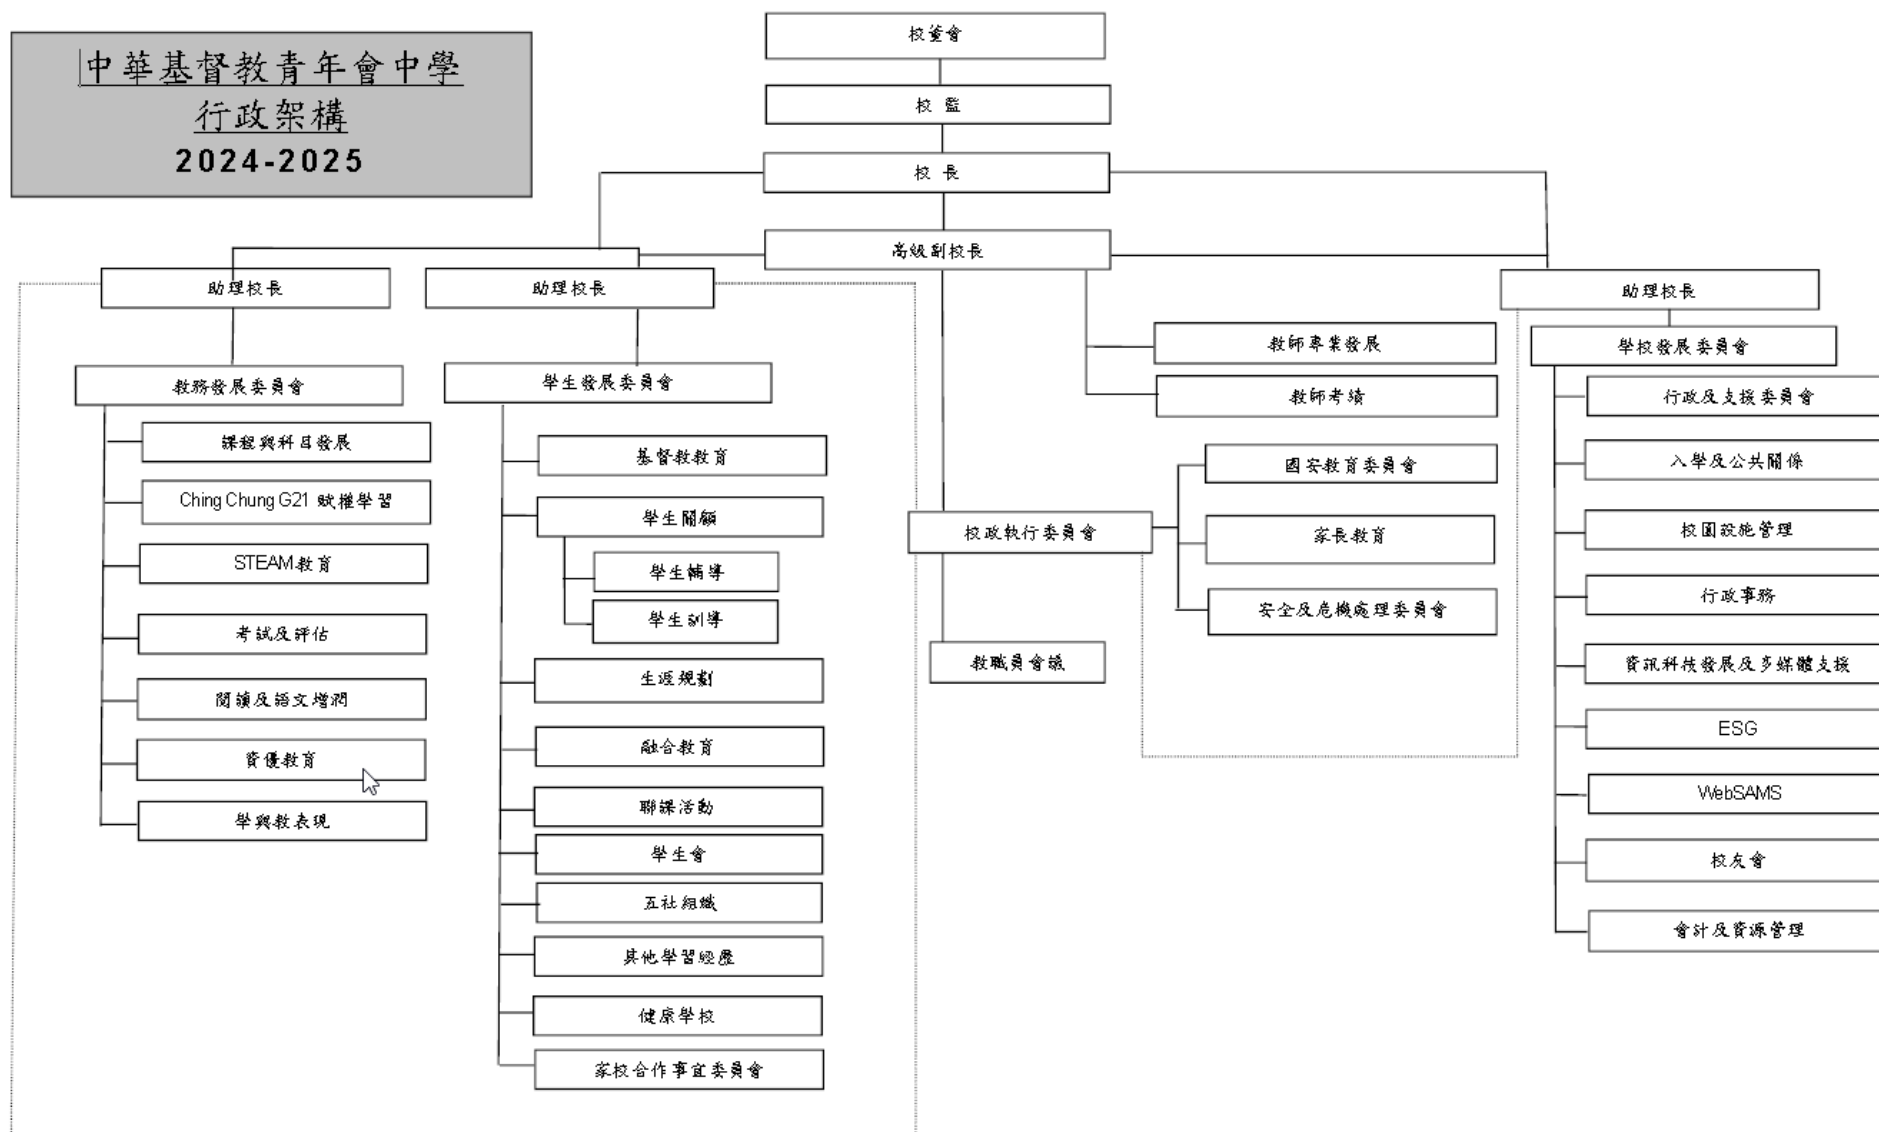 中華基督教青年會中學
行政架構
2024-2025
校董會
校 監
校 長
高級副校長
助理校長
助理校長
助理校長
教務發展委員會
課程與科目發展
Ching Chung G21 賦權學習
STEAM教育
考試及評估
閱讀及語文增潤
資優教育
學與教表現
學生發展委員會
基督教教育
學生關顧
學生輔導
學生訓導
生涯規劃
融合教育
聯課活動
學生會
五社組織
其他學習經歷
健康學校
家校合作事宜委員會
教師專業發展
教師考績
校政執行委員會
國安教育委員會
家長教育
安全及危機處理委員會
教職員會議
學校發展委員會
行政及支援委員會
入學及公共關係
校園設施管理
行政事務
資訊科技發展及多媒體支援
ESG
WebSAMS
校友會
會計及資源管理